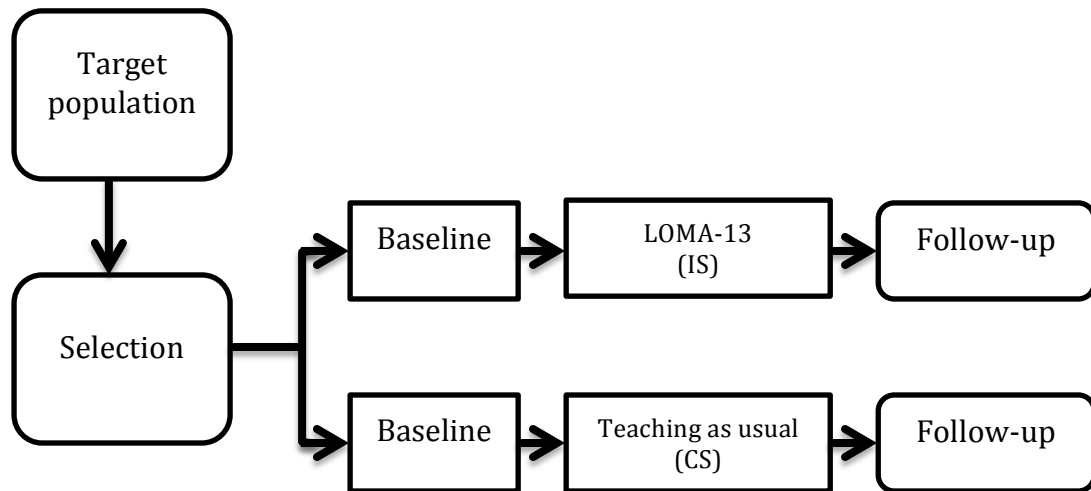 Target
population
Selection
Baseline
LOMA-13
(IS)
Follow-up
Baseline
Teaching as usual
(CS)
Follow-up